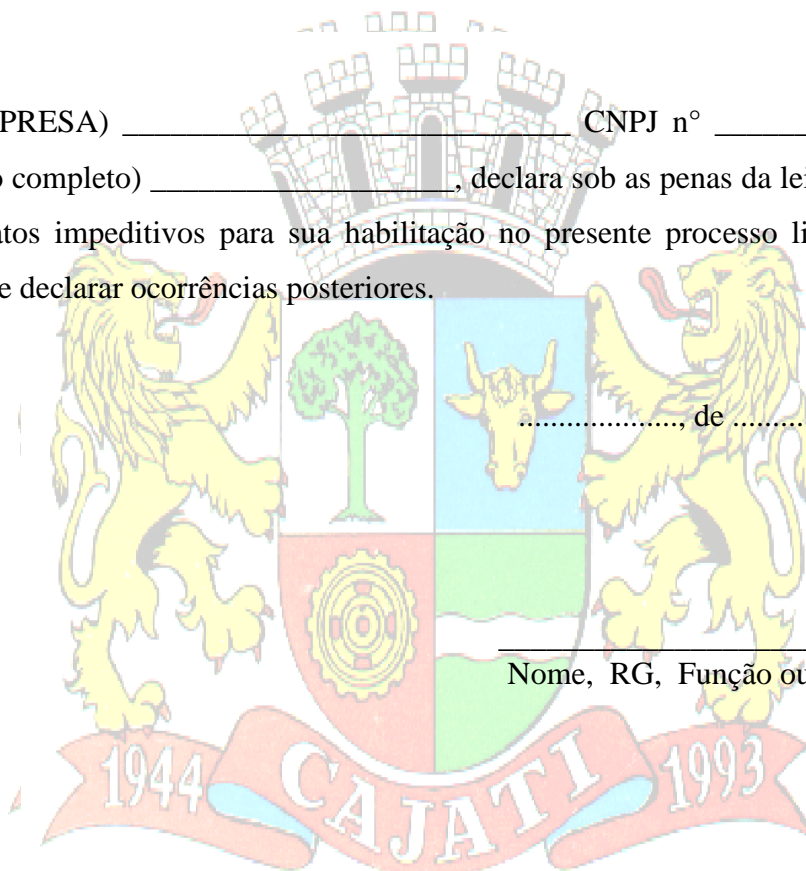 PRESA) ____________________________ CNPJ n° ______
o completo) ___________________, declara sob as penas da lei
atos impeditivos para sua habilitação no presente processo li
e declarar ocorrências posteriores.
...................., de .........
____________________
Nome, RG, Função ou
1944 CAJATI 1993